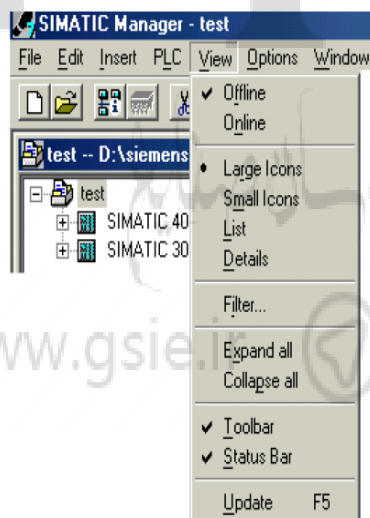 SIMATIC Manager - test
File Edit Insert PLC View Options Window
test -- D:\siemens
test
SIMATIC 40
SIMATIC 30
Offline
Online
Large Icons
Small Icons
List
Details
Filter...
Expand all
Collapse all
Toolbar
Status Bar
Update F5
ww.gsie.ir